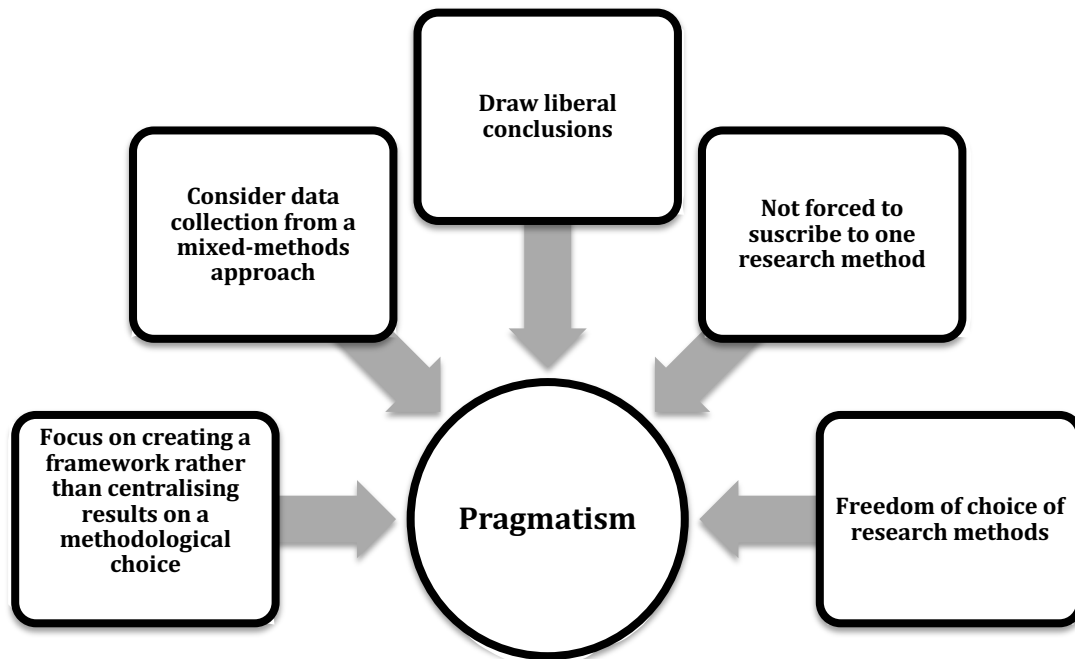 Draw liberal
conclusions
Consider data
collection from a
mixed-methods
approach
Not forced to
suscribe to one
research method
Focus on creating a
framework rather
than centralising
results on a
methodological
choice
Pragmatism
Freedom of choice of
research methods